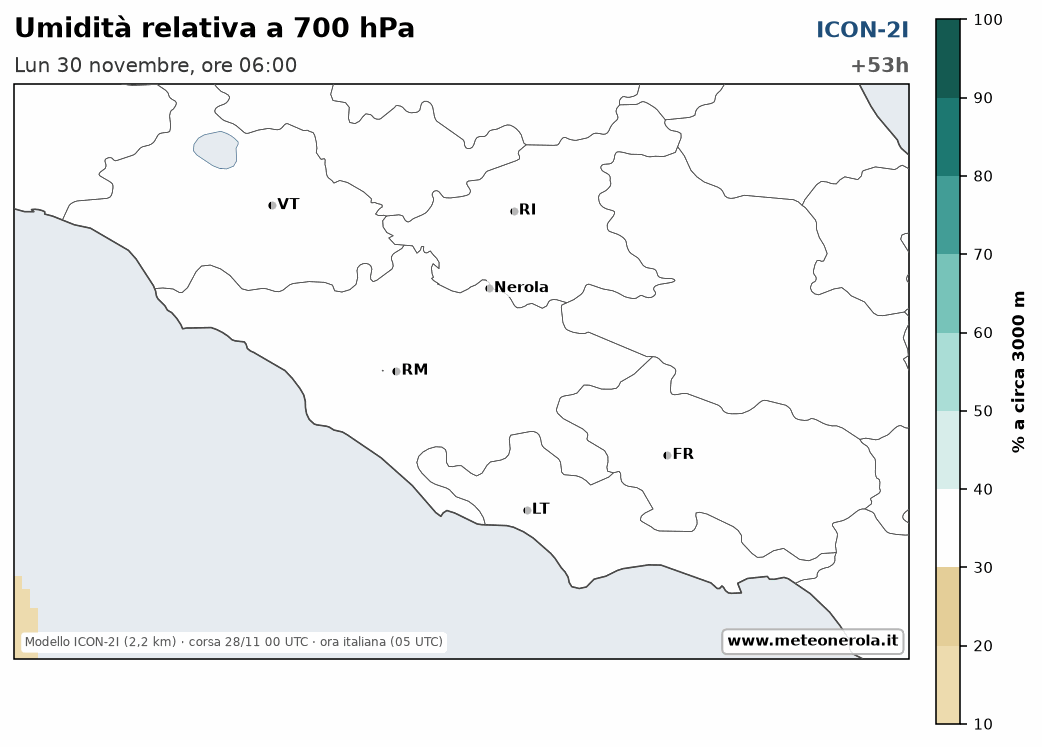 Umidità relativa a 700 hPa
ICON-2I
Lun 30 novembre, ore 06:00
+53h
VT
RI
Nerola
RM
FR
LT
Modello ICON-2I (2,2 km) · corsa 28/11 00 UTC · ora italiana (05 UTC)
www.meteonerola.it
100
90
80
70
60
50
40
30
20
10
% a circa 3000 m